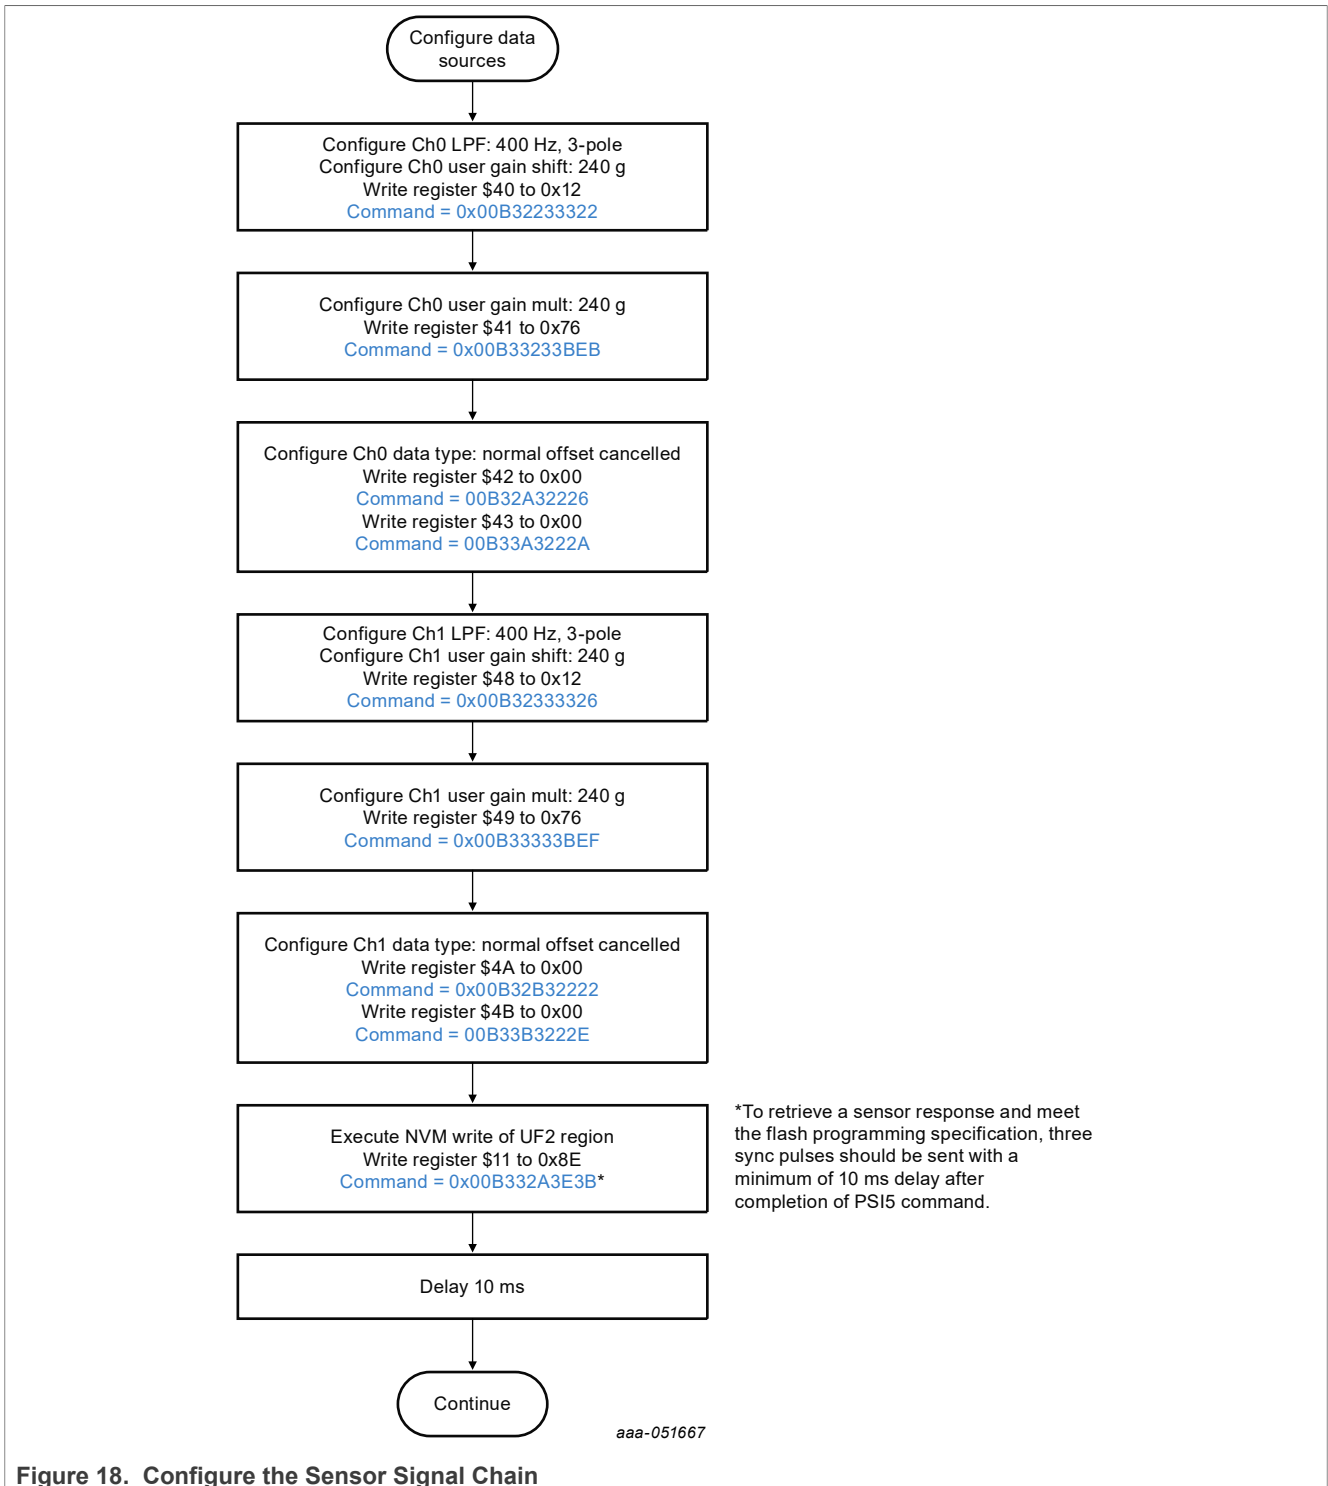 Configure data
sources
Configure Ch0 LPF: 400 Hz, 3-pole
Configure Ch0 user gain shift: 240 g
Write register $40 to 0x12
Command = 0x00B32233322
Configure Ch0 user gain mult: 240 g
Write register $41 to 0x76
Command = 0x00B33233BEB
Configure Ch0 data type: normal offset cancelled
Write register $42 to 0x00
Command = 00B32A32226
Write register $43 to 0x00
Command = 00B33A3222A
Configure Ch1 LPF: 400 Hz, 3-pole
Configure Ch1 user gain shift: 240 g
Write register $48 to 0x12
Command = 0x00B32333326
Configure Ch1 user gain mult: 240 g
Write register $49 to 0x76
Command = 0x00B33333BEF
Configure Ch1 data type: normal offset cancelled
Write register $4A to 0x00
Command = 0x00B32B32222
Write register $4B to 0x00
Command = 00B33B3222E
Execute NVM write of UF2 region
Write register $11 to 0x8E
Command = 0x00B332A3E3B*
*To retrieve a sensor response and meet
the flash programming specification, three
sync pulses should be sent with a
minimum of 10 ms delay after
completion of PSI5 command.
Delay 10 ms
Continue
aaa-051667
Figure 18. Configure the Sensor Signal Chain